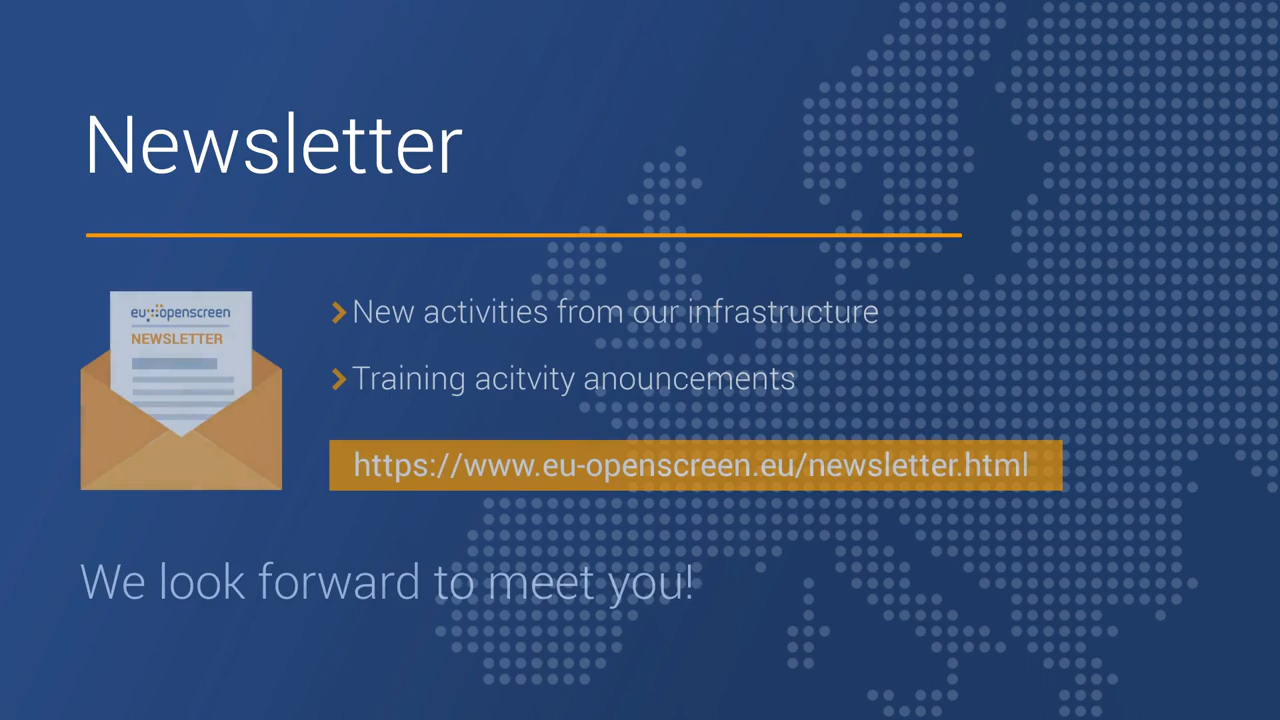 Newsletter
eu openscreen
NEWSLETTER
New activities from our infrastructure
Training acitvity anouncements
https://www.eu-openscreen.eu/newsletter.html
We look forward to meet you!